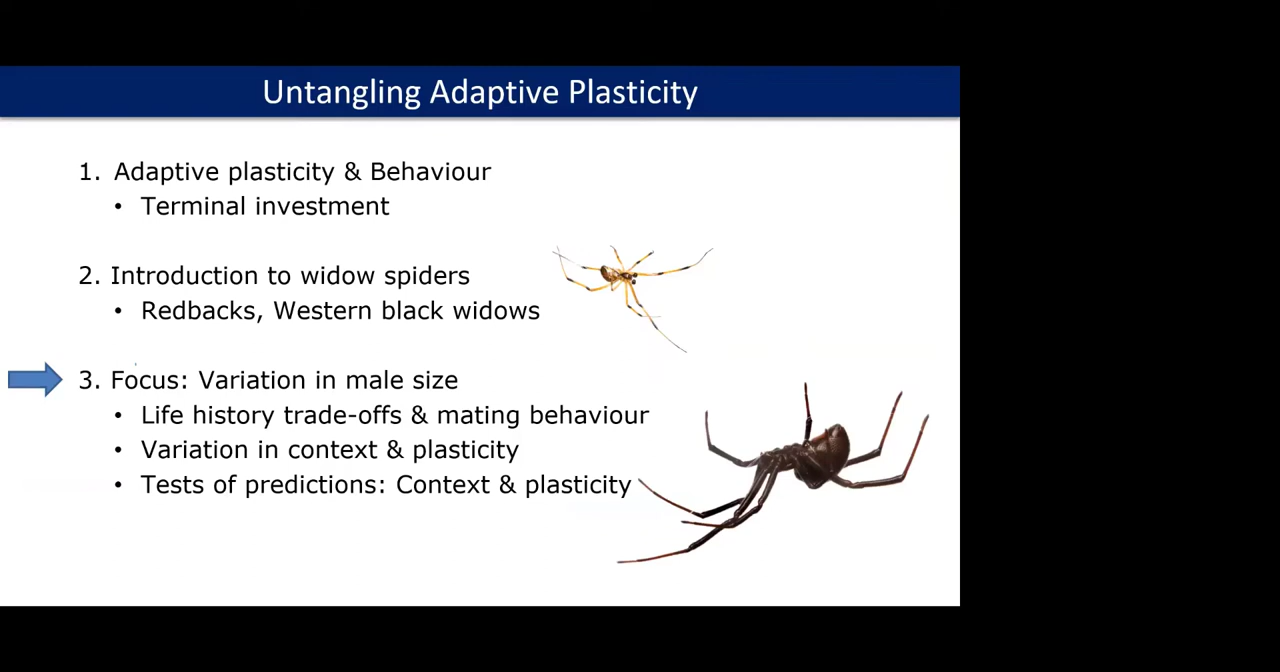 Untangling Adaptive Plasticity
1. Adaptive plasticity & Behaviour
• Terminal investment
2. Introduction to widow spiders
• Redbacks, Western black widows
3. Focus: Variation in male size
• Life history trade-offs & mating behaviour
• Variation in context & plasticity
• Tests of predictions: Context & plasticity